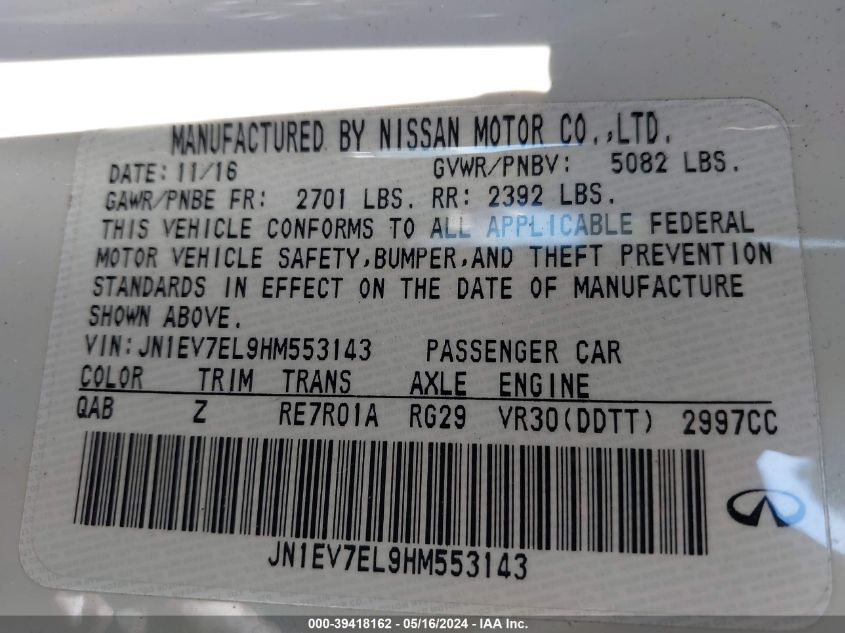 MANUFACTURED BY NISSAN MOTOR CO.,LTD.
DATE:11/16 GVWR/PNBV: 5082 LBS.
GAWR/PNBE FR: 2701 LBS. RR: 2392 LBS.
THIS VEHICLE CONFORMS TO ALL APPLICABLE FEDERAL
MOTOR VEHICLE SAFETY,BUMPER,AND THEFT PREVENTION
STANDARDS IN EFFECT ON THE DATE OF MANUFACTURE
SHOWN ABOVE.
VIN:JN1EV7EL9HM553143 PASSENGER CAR
COLOR TRIM TRANS AXLE ENGINE
QAB Z RE7R01A RG29 VR30(DDTT) 2997CC
JN1EV7EL9HM553143
000-39418162 - 05/16/2024 - IAA Inc.